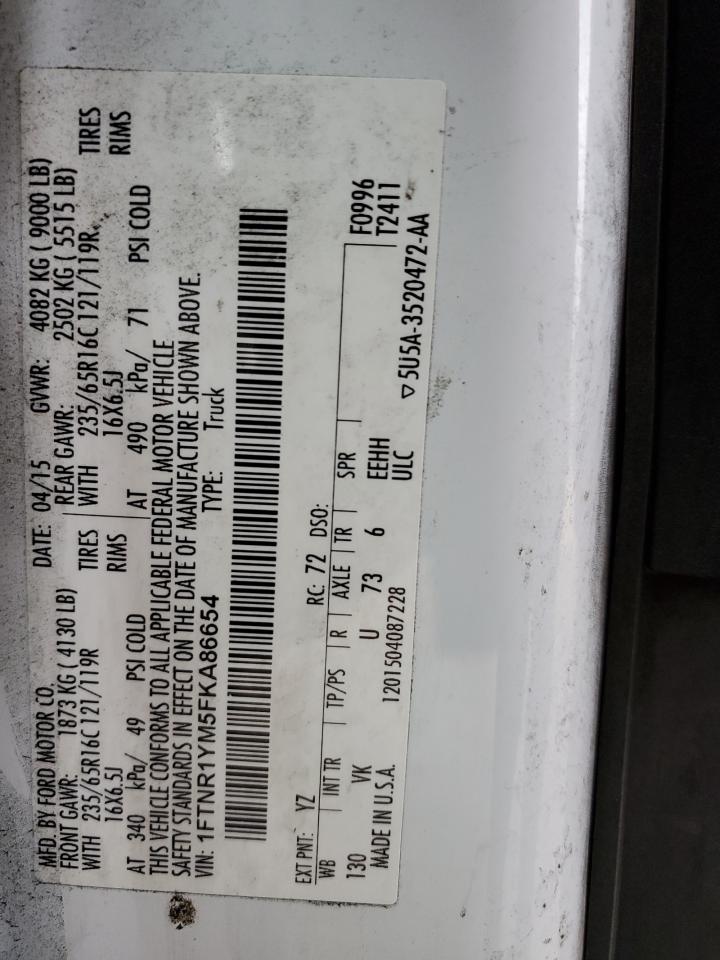 MFD. BY FORD MOTOR CO. DATE: 04/15 GVWR: 4082 KG ( 9000 LB)
FRONT GAWR: 1873 KG ( 4130 LB) REAR GAWR: 2502 KG ( 5515 LB)
WITH 235/65R16C 121/119R TIRES WITH 235/65R16C 121/119R TIRES
16X6.5J RIMS 16X6.5J RIMS
AT 340 kPa/ 49 PSI COLD AT 490 kPa/ 71 PSI COLD
THIS VEHICLE CONFORMS TO ALL APPLICABLE FEDERAL MOTOR VEHICLE
SAFETY STANDARDS IN EFFECT ON THE DATE OF MANUFACTURE SHOWN ABOVE.
VIN: 1FTNR1YM5FKA86654 TYPE: Truck
EXT PNT: YZ RC: 72 DSO:
WB INT TR TP/PS R AXLE TR SPR F0996
130 VK U 73 6 EEHH T2411
MADE IN U.S.A. 1201504087228 ULC ▽5U5A-3520472-AA